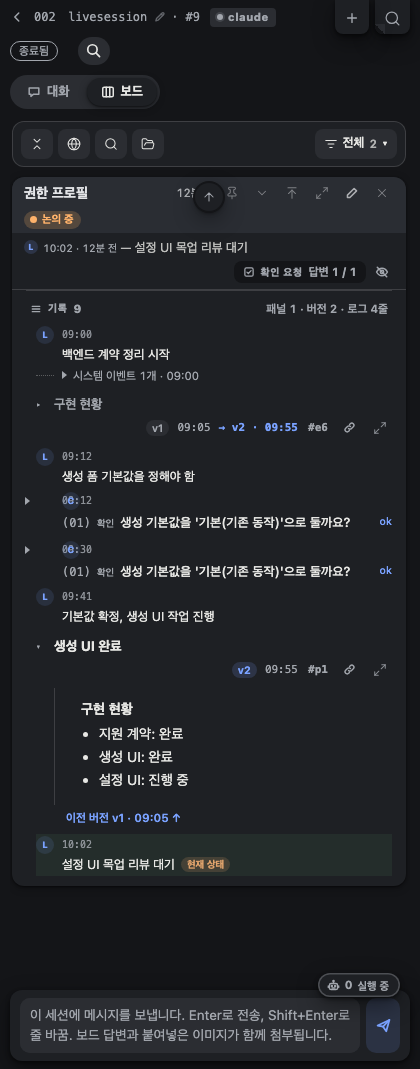 002 livesession · #9 claude
종료됨
대화 보드
전체 2
권한 프로필
논의 중
L 10:02 · 12분 전 — 설정 UI 목업 리뷰 대기
확인 요청 답변 1 / 1
기록 9 패널 1 · 버전 2 · 로그 4줄
L 09:00
백엔드 계약 정리 시작
시스템 이벤트 1개 · 09:00
구현 현황
v1 09:05 → v2 · 09:55 #e6
L 09:12
생성 폼 기본값을 정해야 함
(01) 확인 생성 기본값을 '기본(기존 동작)'으로 둘까요? ok
(01) 확인 생성 기본값을 '기본(기존 동작)'으로 둘까요? ok
L 09:41
기본값 확정, 생성 UI 작업 진행
생성 UI 완료
v2 09:55 #p1
구현 현황
• 지원 계약: 완료
• 생성 UI: 완료
• 설정 UI: 진행 중
이전 버전 v1 · 09:05 ↑
L 10:02
설정 UI 목업 리뷰 대기 현재 상태
0 실행 중
이 세션에 메시지를 보냅니다. Enter로 전송, Shift+Enter로
줄 바꿈. 보드 답변과 붙여넣은 이미지가 함께 첨부됩니다.